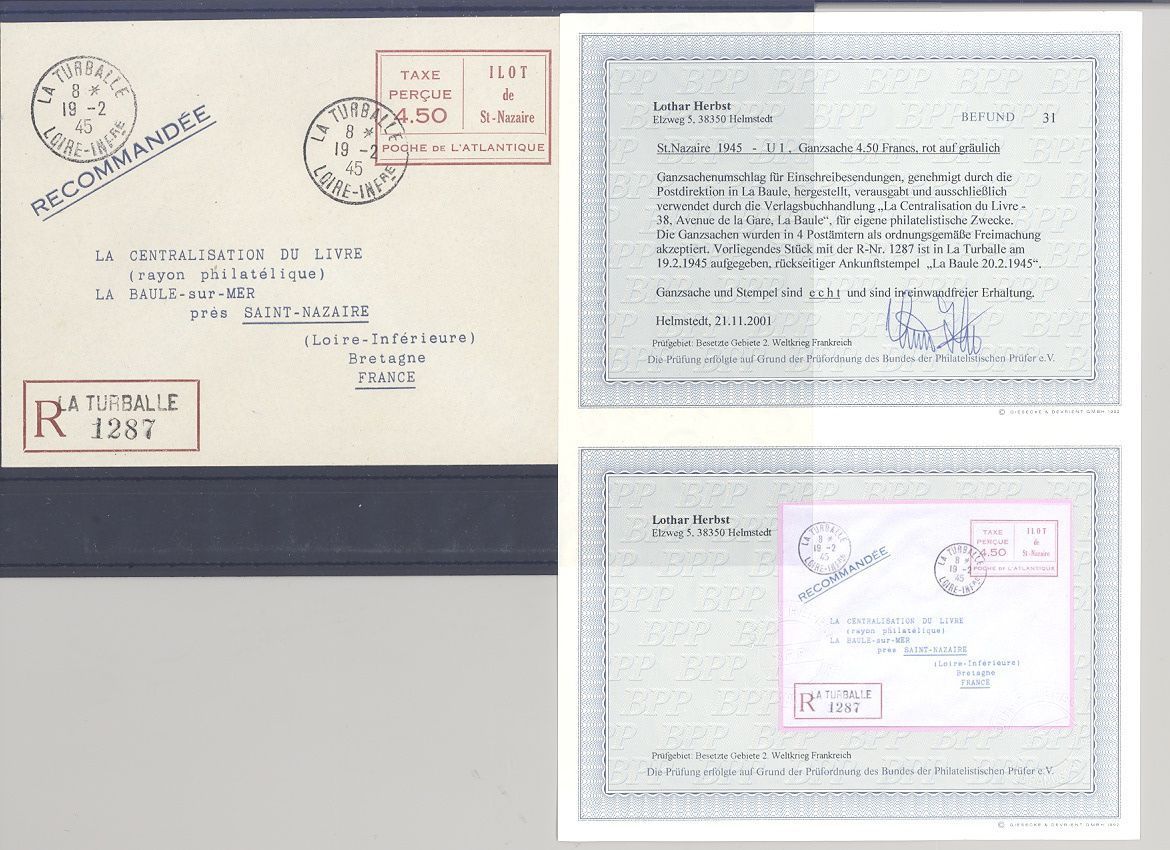 LA TURBALLE
8 *
19 -2
45
LOIRE-INFRE
RECOMMANDÉE
LA TURBALLE
8 *
19 -2
45
LOIRE-INFRE
TAXE
PERÇUE
4.50
ILOT
de
St-Nazaire
POCHE DE L'ATLANTIQUE
LA CENTRALISATION DU LIVRE
(rayon philatélique)
LA BAULE-sur-MER
près SAINT-NAZAIRE
(Loire-Inférieure)
Bretagne
FRANCE
R LA TURBALLE
1287
Lothar Herbst
Elzweg 5, 38350 Helmstedt
BEFUND 31
St.Nazaire 1945 - U 1, Ganzsache 4.50 Francs, rot auf gräulich
Ganzsachenumschlag für Einschreibesendungen, genehmigt durch die
Postdirektion in La Baule, hergestellt, verausgabt und ausschließlich
verwendet durch die Verlagsbuchhandlung „La Centralisation du Livre -
38, Avenue de la Gare, La Baule“, für eigene philatelistische Zwecke.
Die Ganzsachen wurden in 4 Postämtern als ordnungsgemäße Freimachung
akzeptiert. Vorliegendes Stück mit der R-Nr. 1287 ist in La Turballe am
19.2.1945 aufgegeben, rückseitiger Ankunftstempel „La Baule 20.2.1945“.
Ganzsache und Stempel sind e c h t und sind in einwandfreier Erhaltung.
Helmstedt, 21.11.2001
Prüfgebiet: Besetzte Gebiete 2. Weltkrieg Frankreich
Die Prüfung erfolgte auf Grund der Prüfordnung des Bundes der Philatelistischen Prüfer e.V.
© GIESECKE & DEVRIENT GMBH 1992
Lothar Herbst
Elzweg 5, 38350 Helmstedt
LA TURBALLE
8 *
19 -2
45
LOIRE-INFRE
RECOMMANDÉE
LA TURBALLE
8 *
19 -2
45
LOIRE-INFRE
TAXE
PERÇUE
4.50
ILOT
de
St-Nazaire
POCHE DE L'ATLANTIQUE
LA CENTRALISATION DU LIVRE
(rayon philatélique)
LA BAULE-sur-MER
près SAINT-NAZAIRE
(Loire-Inférieure)
Bretagne
FRANCE
R LA TURBALLE
1287
Prüfgebiet: Besetzte Gebiete 2. Weltkrieg Frankreich
Die Prüfung erfolgte auf Grund der Prüfordnung des Bundes der Philatelistischen Prüfer e.V.
© GIESECKE & DEVRIENT GMBH 1992